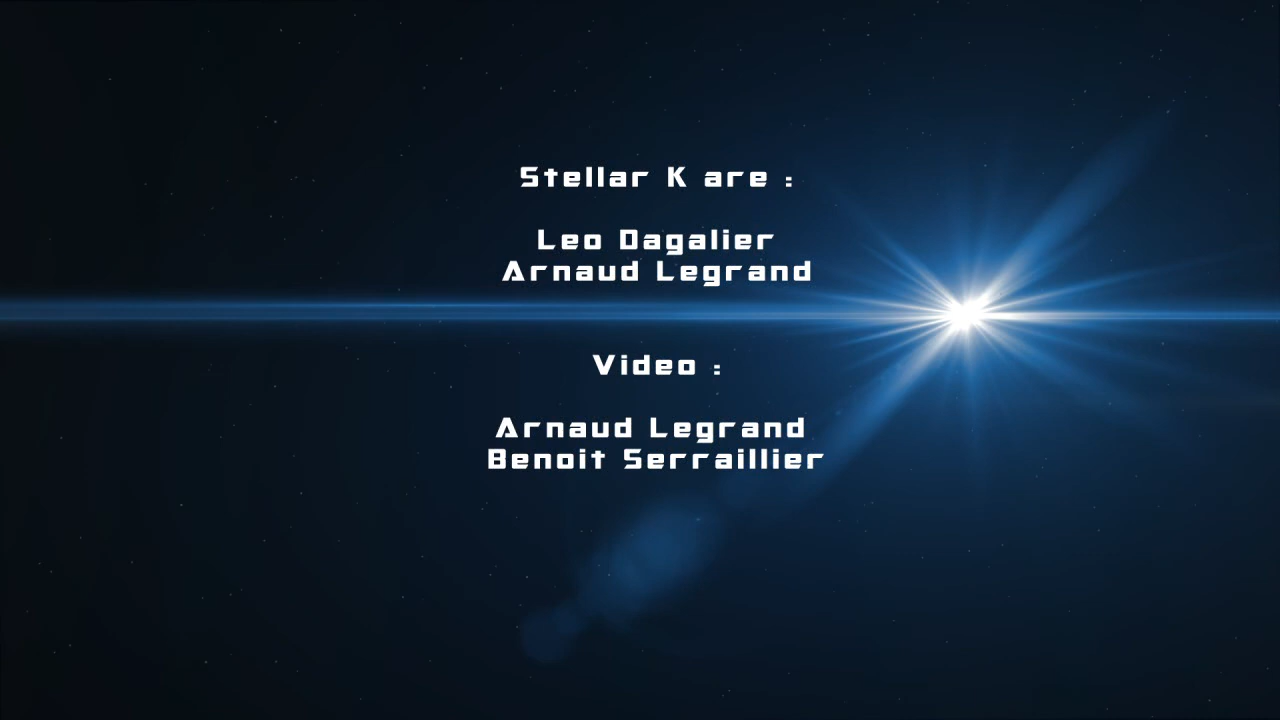 Stellar K are :
Leo Dagalier
Arnaud Legrand
Video :
Arnaud Legrand
Benoit Serraillier